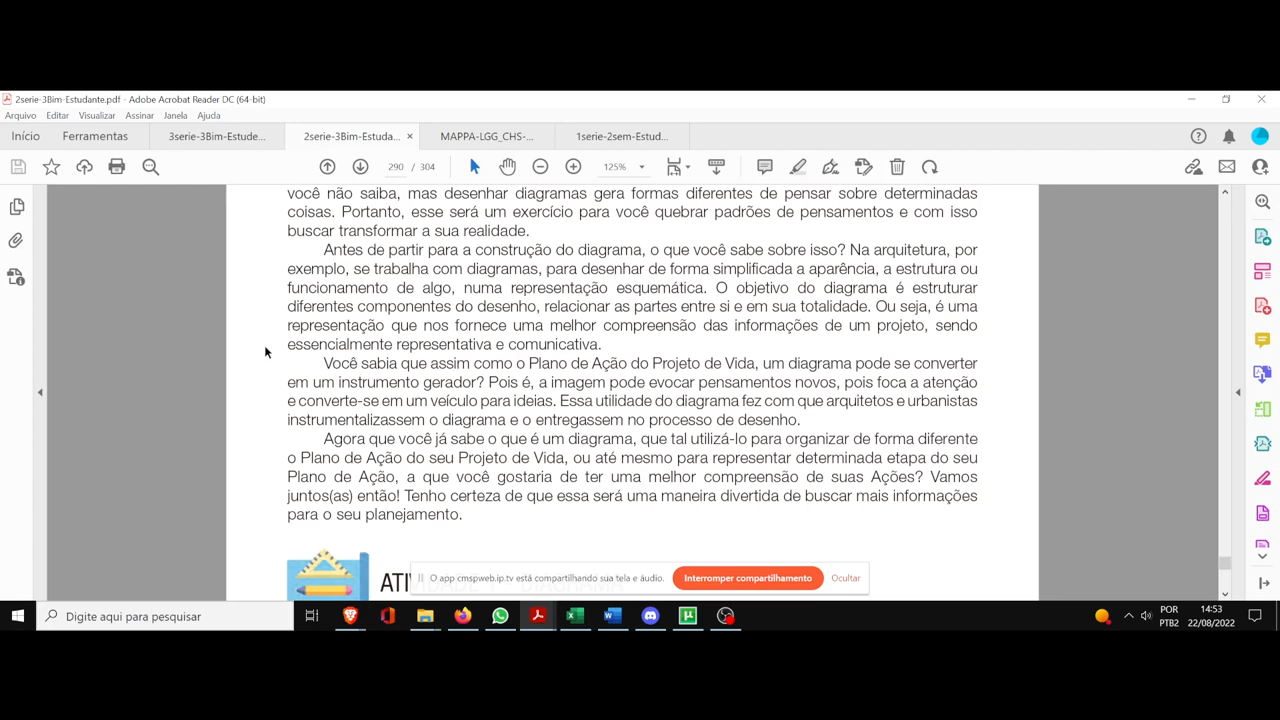 2serie-3Bim-Estudante.pdf - Adobe Acrobat Reader DC (64-bit)
Arquivo Editar Visualizar Assinar Janela Ajuda
Início Ferramentas 3serie-3Bim-Estude... 2serie-3Bim-Estuda... MAPPA-LGG_CHS-... 1serie-2sem-Estud...
290 / 304 125%
você não saiba, mas desenhar diagramas gera formas diferentes de pensar sobre determinadas
coisas. Portanto, esse será um exercício para você quebrar padrões de pensamentos e com isso
buscar transformar a sua realidade.
Antes de partir para a construção do diagrama, o que você sabe sobre isso? Na arquitetura, por
exemplo, se trabalha com diagramas, para desenhar de forma simplificada a aparência, a estrutura ou
funcionamento de algo, numa representação esquemática. O objetivo do diagrama é estruturar
diferentes componentes do desenho, relacionar as partes entre si e em sua totalidade. Ou seja, é uma
representação que nos fornece uma melhor compreensão das informações de um projeto, sendo
essencialmente representativa e comunicativa.
Você sabia que assim como o Plano de Ação do Projeto de Vida, um diagrama pode se converter
em um instrumento gerador? Pois é, a imagem pode evocar pensamentos novos, pois foca a atenção
e converte-se em um veículo para ideias. Essa utilidade do diagrama fez com que arquitetos e urbanistas
instrumentalizassem o diagrama e o entregassem no processo de desenho.
Agora que você já sabe o que é um diagrama, que tal utilizá-lo para organizar de forma diferente
o Plano de Ação do seu Projeto de Vida, ou até mesmo para representar determinada etapa do seu
Plano de Ação, a que você gostaria de ter uma melhor compreensão de suas Ações? Vamos
juntos(as) então! Tenho certeza de que essa será uma maneira divertida de buscar mais informações
para o seu planejamento.
O app cmspweb.ip.tv está compartilhando sua tela e áudio. Interromper compartilhamento Ocultar
Digite aqui para pesquisar
POR
PTB2
14:53
22/08/2022